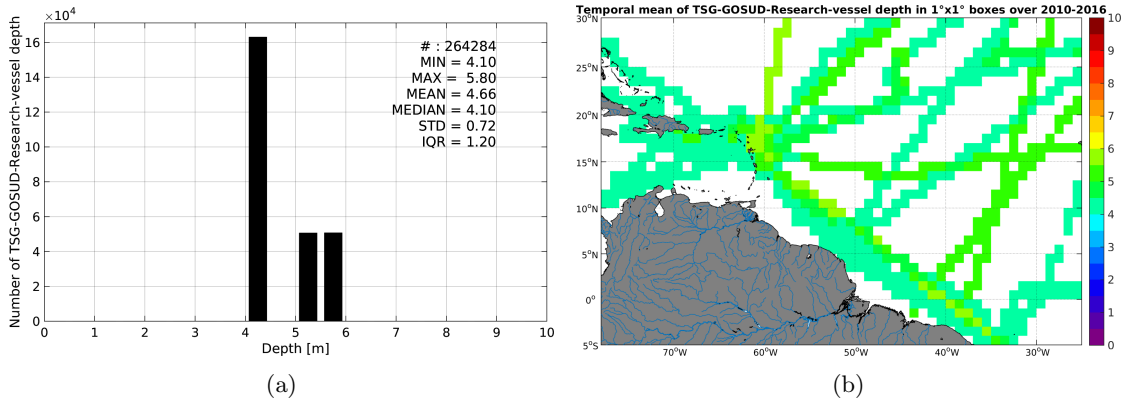 ×10⁴
16
14
12
10
8
6
4
2
0
Number of TSG-GOSUD-Research-vessel depth
# : 264284
MIN = 4.10
MAX = 5.80
MEAN = 4.66
MEDIAN = 4.10
STD = 0.72
IQR = 1.20
0 1 2 3 4 5 6 7 8 9 10
Depth [m]
(a)
Temporal mean of TSG-GOSUD-Research-vessel depth in 1°x1° boxes over 2010-2016
30°N
25°N
20°N
15°N
10°N
5°N
0°
5°S
70°W 60°W 50°W 40°W 30°W
10
9
8
7
6
5
4
3
2
1
0
(b)